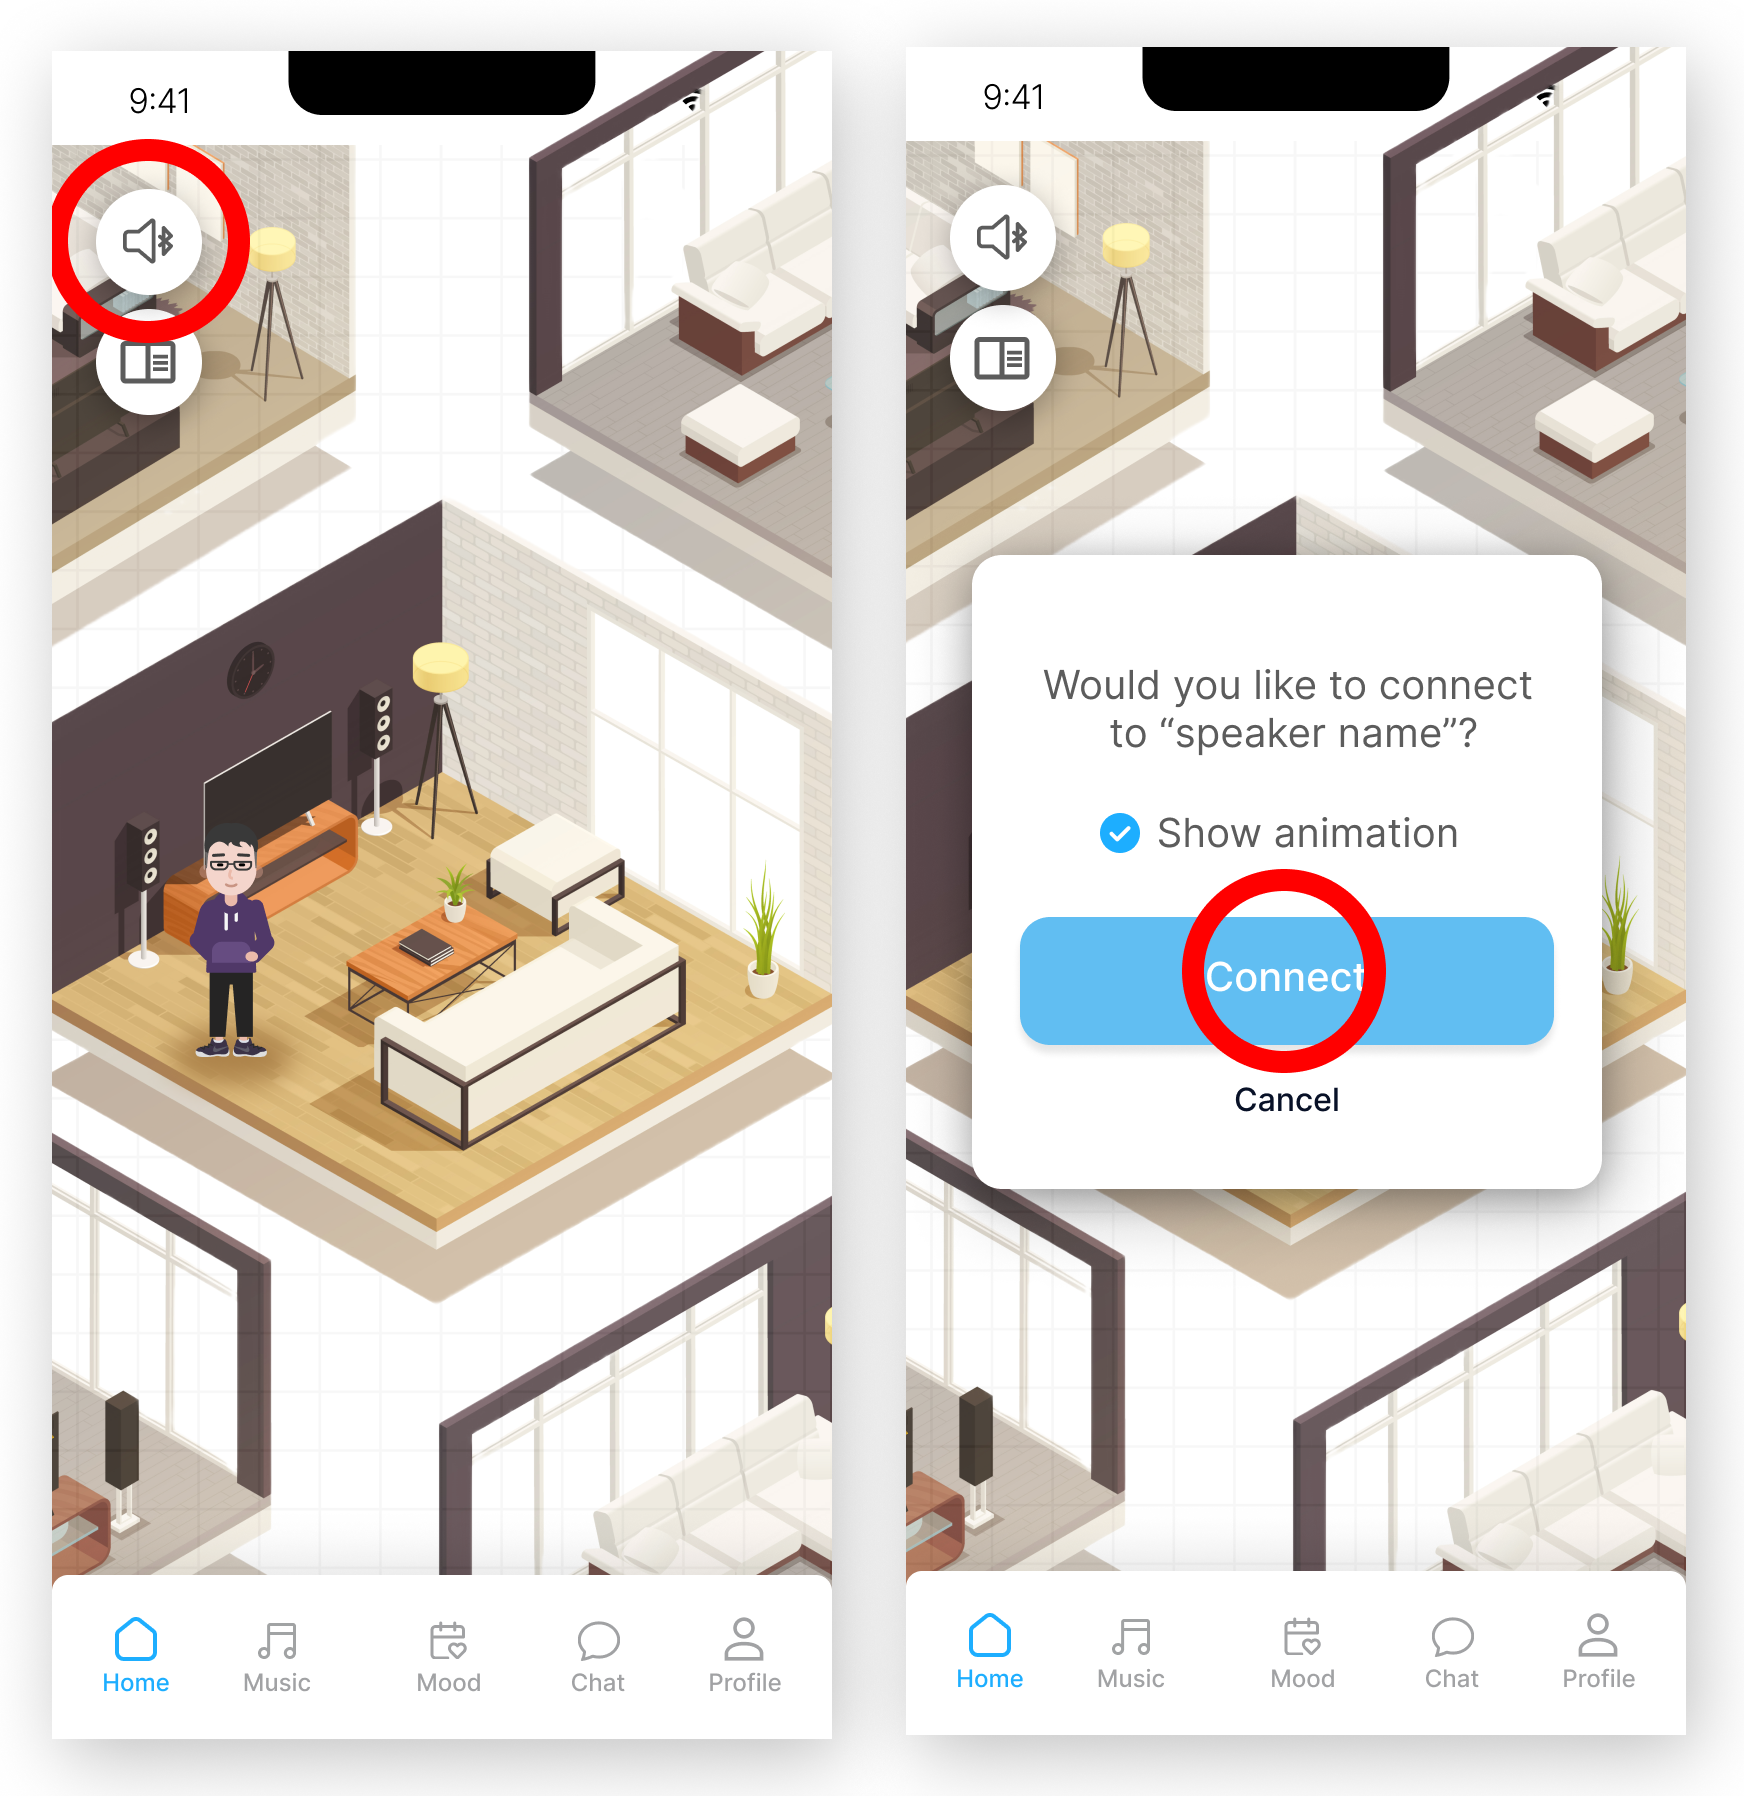 9:41
Home
Music
Mood
Chat
Profile
9:41
Would you like to connect
to “speaker name”?
Show animation
Connect
Cancel
Home
Music
Mood
Chat
Profile